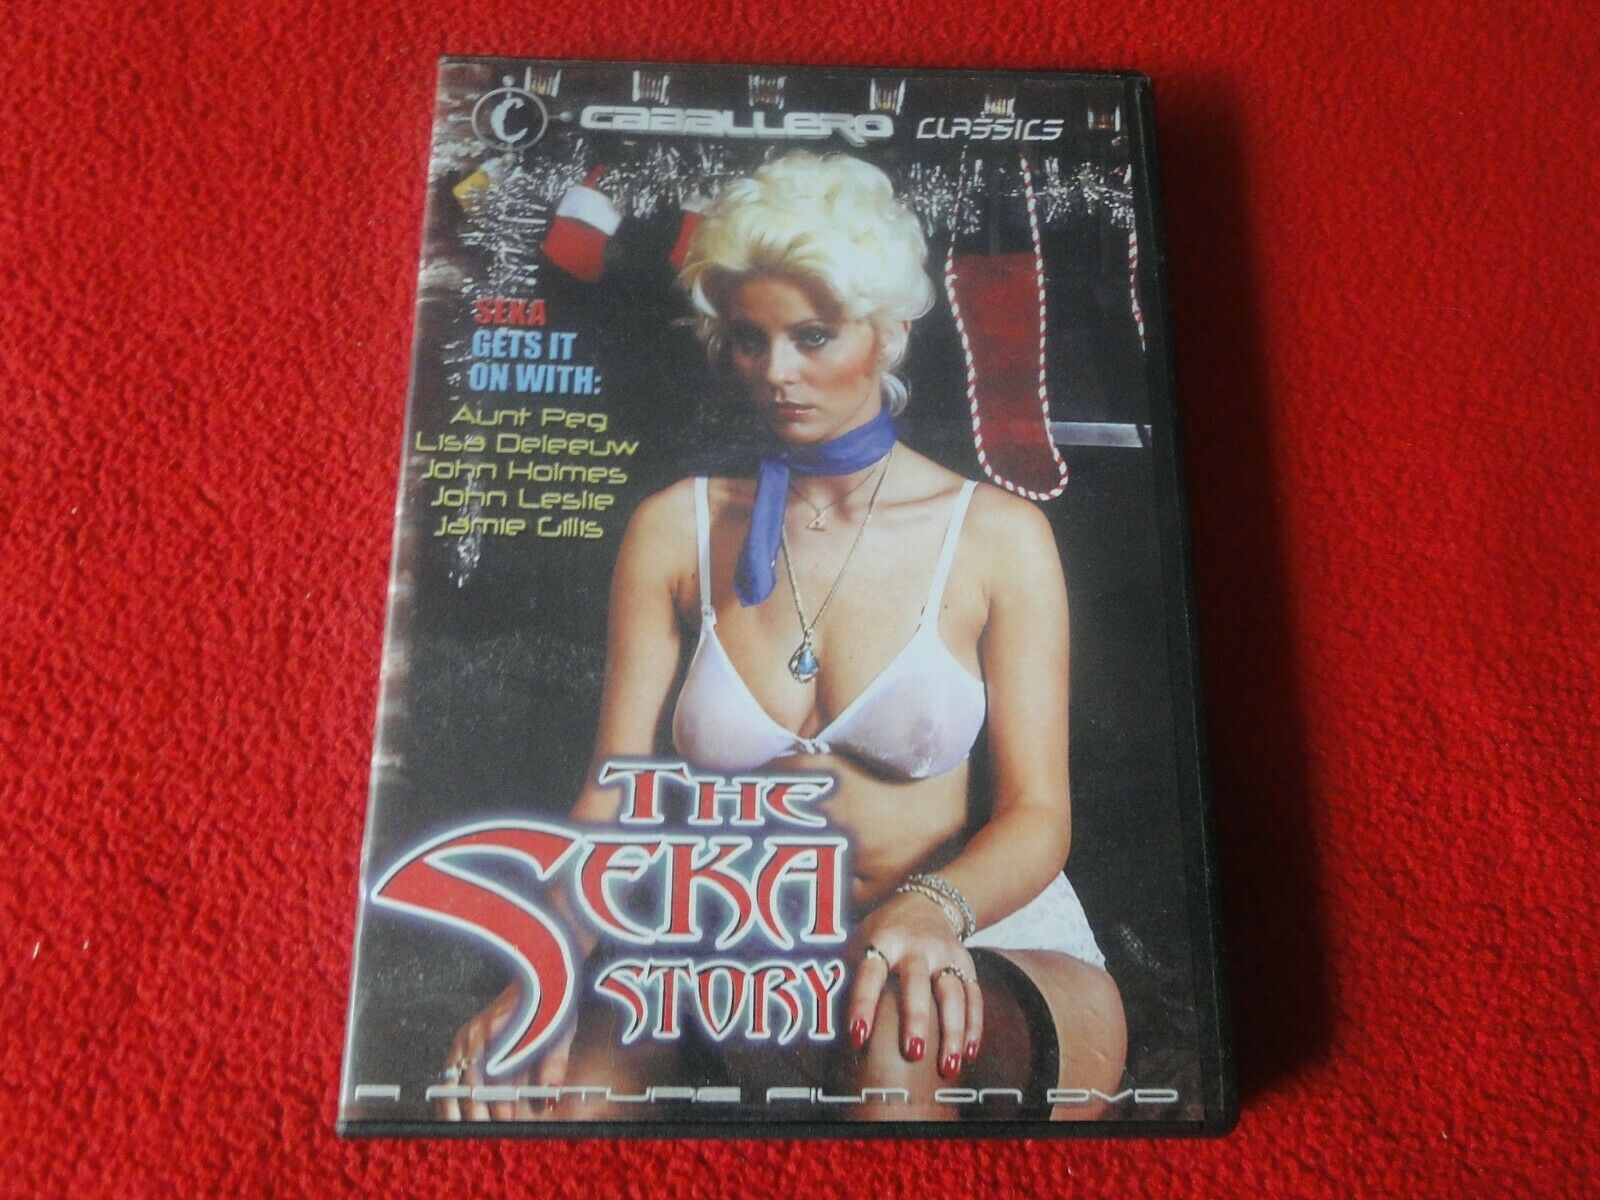 C CABALLERO CLASSICS
SEKA
GETS IT
ON WITH:
Aunt Peg
Lisa Deleeuw
John Holmes
John Leslie
Jamie Gillis
THE
SEKA
STORY
A FEATURE FILM ON DVD